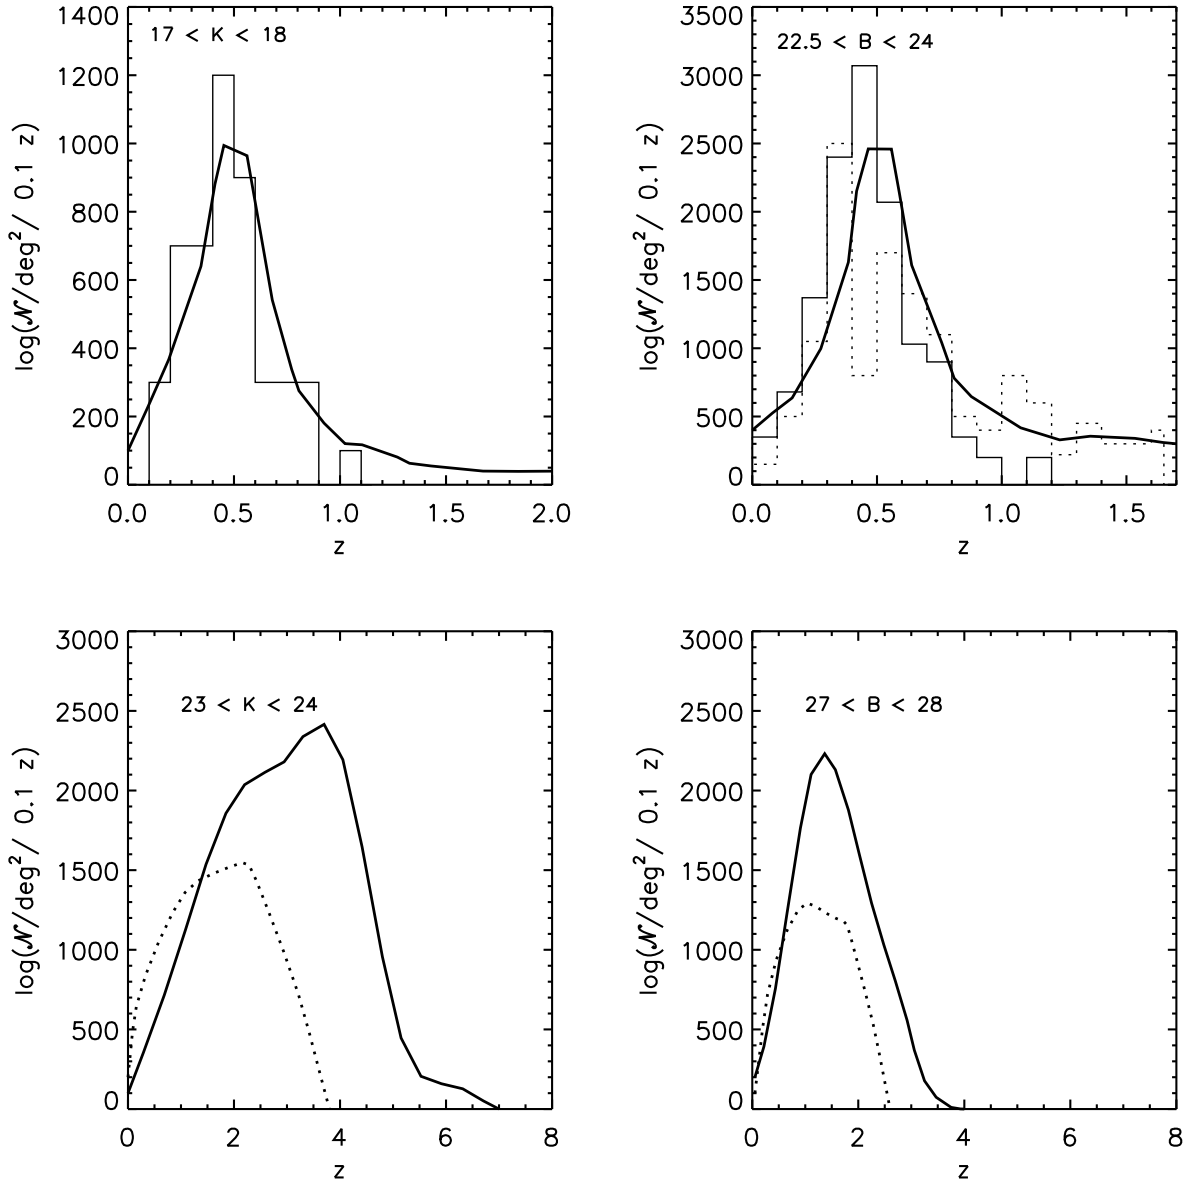 17 < K < 18
1400
1200
1000
800
600
400
200
0
log(𝒩/deg²/ 0.1 z)
0.0 0.5 1.0 1.5 2.0
z
22.5 < B < 24
3500
3000
2500
2000
1500
1000
500
0
log(𝒩/deg²/ 0.1 z)
0.0 0.5 1.0 1.5
z
23 < K < 24
3000
2500
2000
1500
1000
500
0
log(𝒩/deg²/ 0.1 z)
0 2 4 6 8
z
27 < B < 28
3000
2500
2000
1500
1000
500
0
log(𝒩/deg²/ 0.1 z)
0 2 4 6 8
z